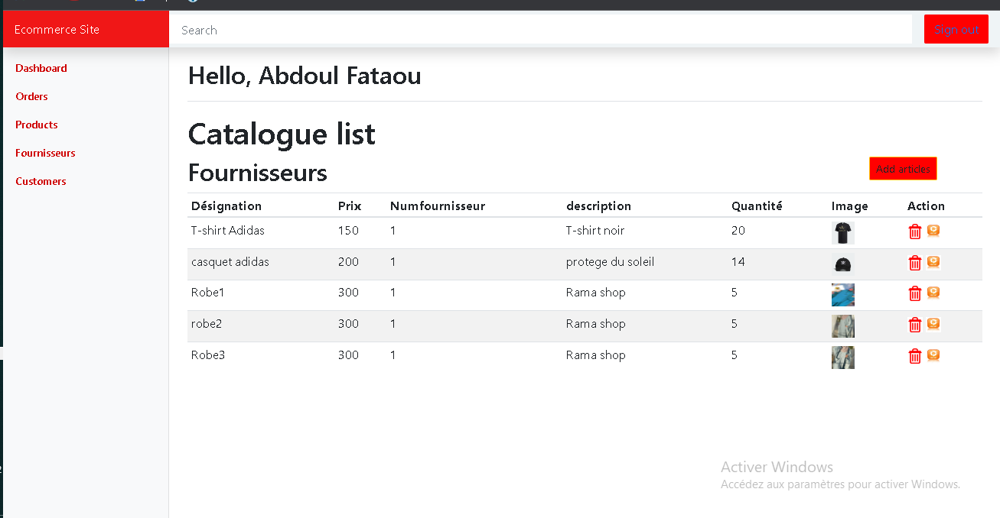 Ecommerce Site Search Sign out
Dashboard
Orders
Products
Fournisseurs
Customers
Hello, Abdoul Fataou
Catalogue list
Fournisseurs
Add articles
Désignation Prix Numfournisseur description Quantité Image Action
T-shirt Adidas 150 1 T-shirt noir 20
casquet adidas 200 1 protege du soleil 14
Robe1 300 1 Rama shop 5
robe2 300 1 Rama shop 5
Robe3 300 1 Rama shop 5
Activer Windows
Accédez aux paramètres pour activer Windows.